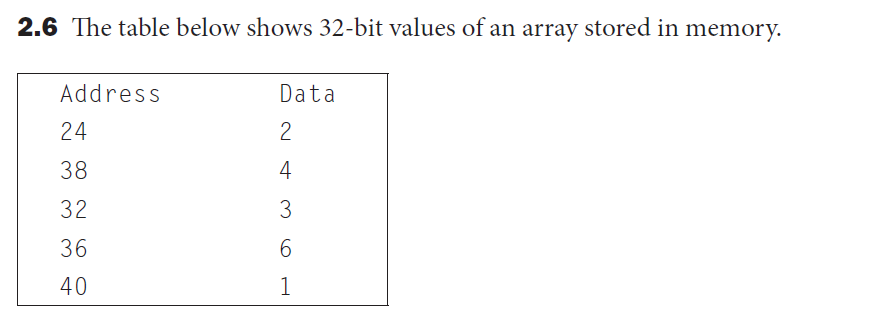 2.6 The table below shows 32-bit values of an array stored in memory.
Address Data
24 2
38 4
32 3
36 6
40 1